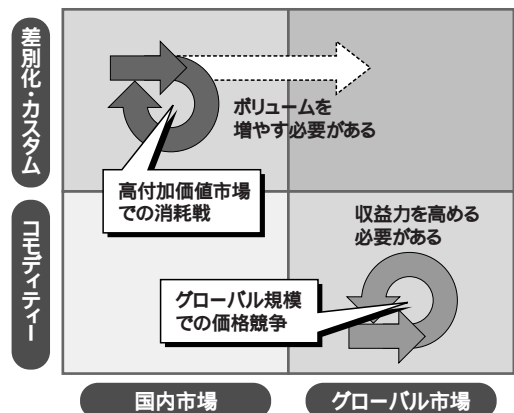 差別化・カスタム
ボリュームを
増やす必要がある
高付加価値市場
での消耗戦
コモディティー
収益力を高める
必要がある
グローバル規模
での価格競争
国内市場
グローバル市場